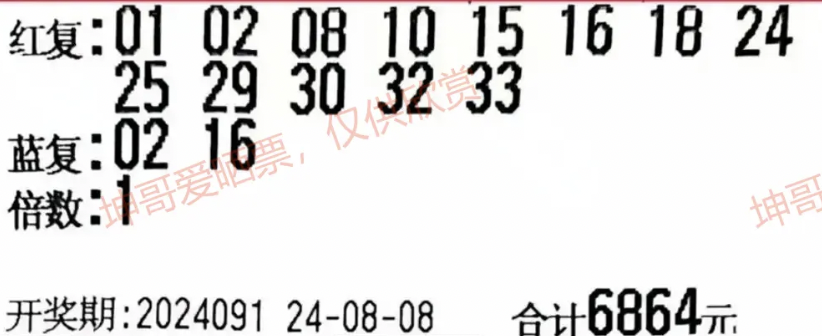 红复:01 02 08 10 15 16 18 24
25 29 30 32 33
蓝复:02 16
倍数:1
坤哥爱晒票，仅供欣赏
坤哥
开奖期:2024091 24-08-08 合计6864元